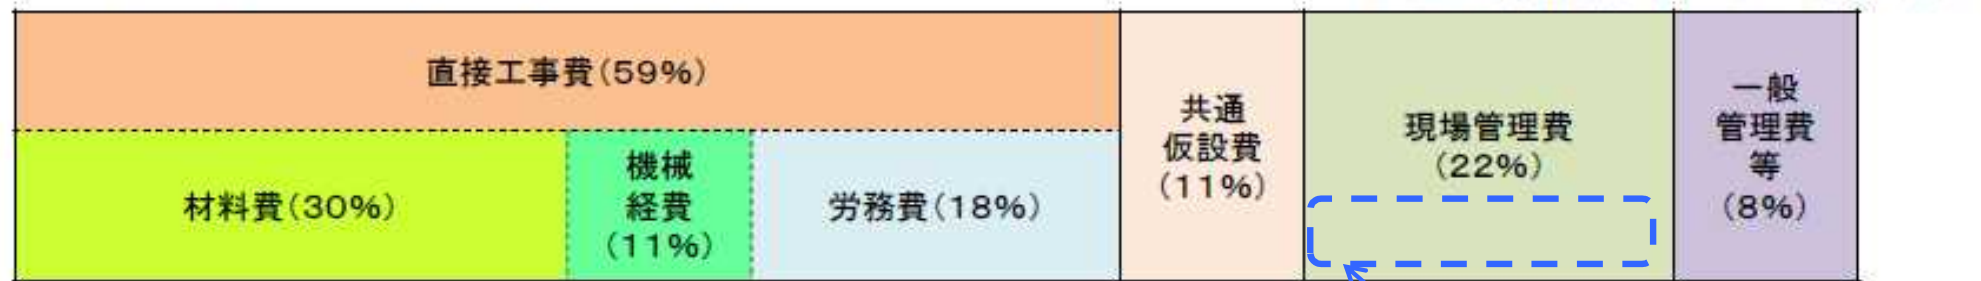 直接工事費(59%)
材料費(30%)
機械
経費
(11%)
労務費(18%)
共通
仮設費
(11%)
現場管理費
(22%)
一般
管理費
等
(8%)